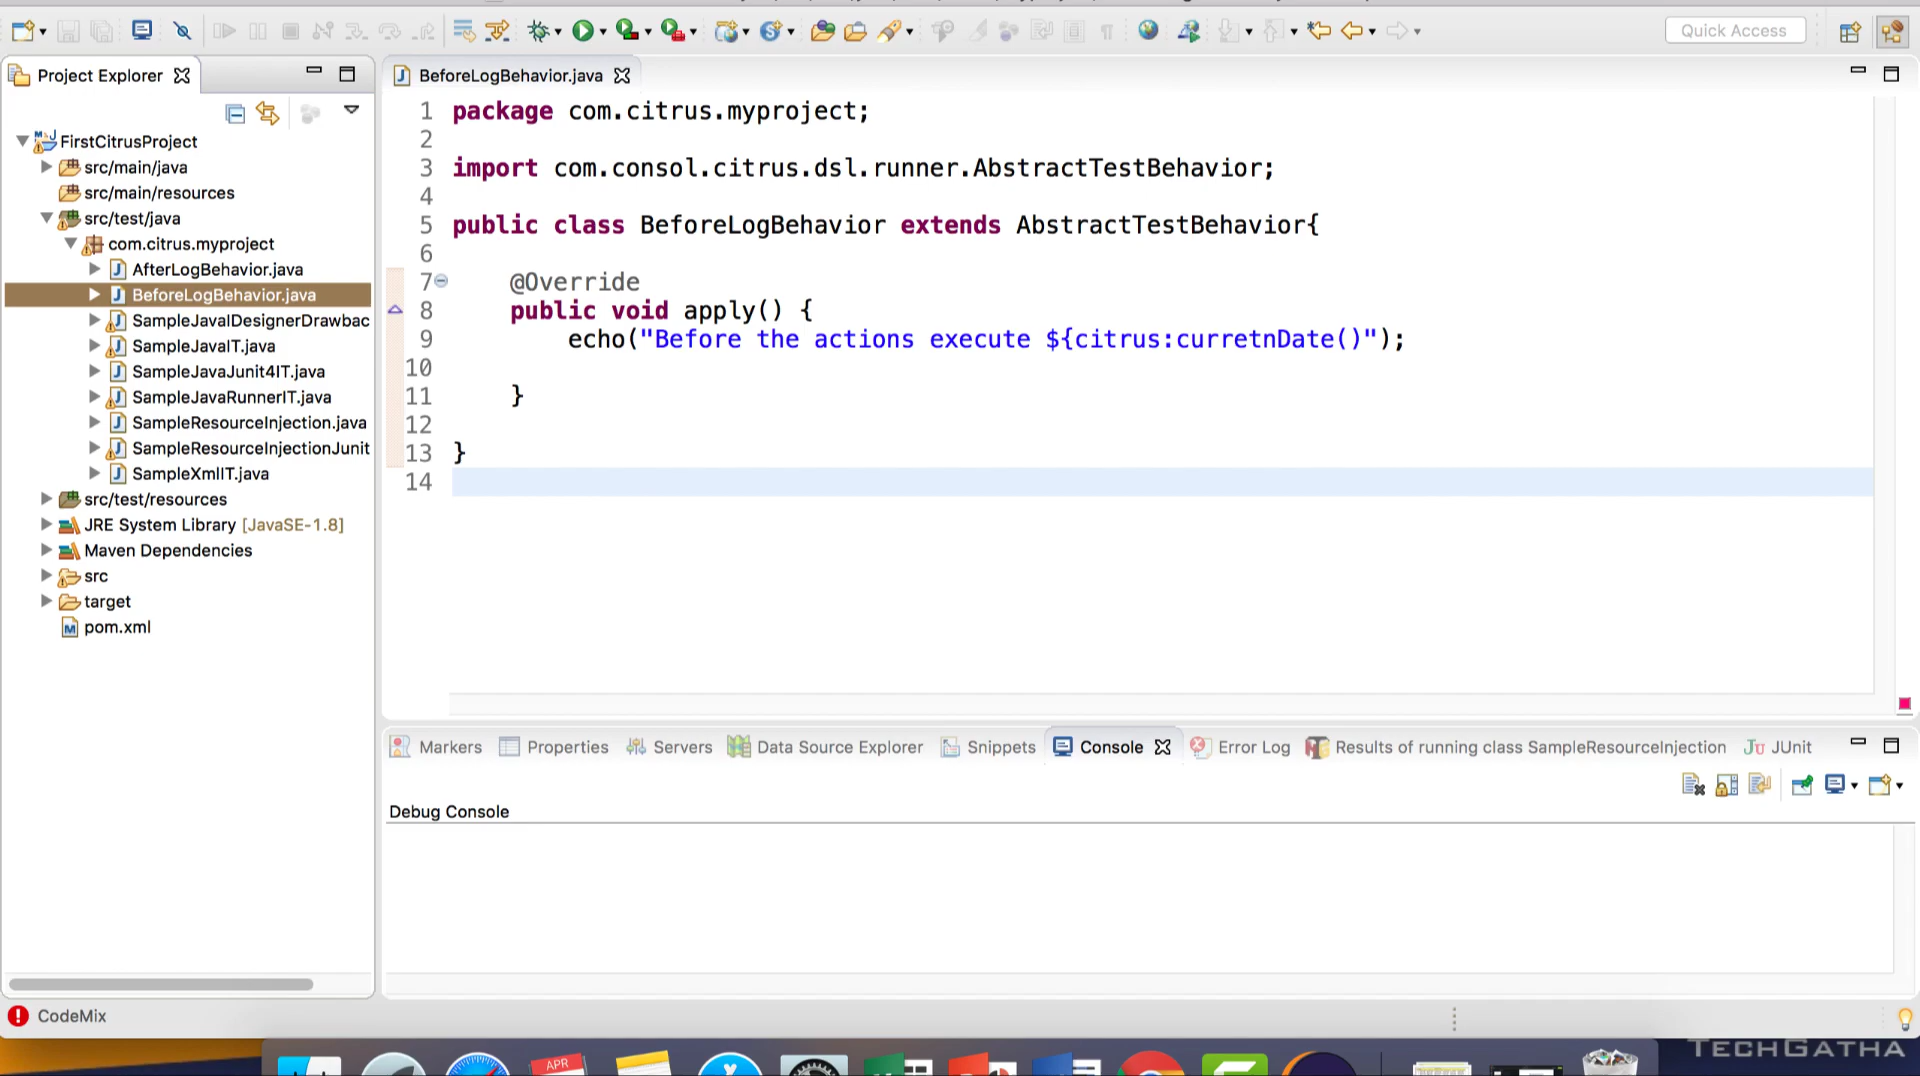 Quick Access
Project Explorer
BeforeLogBehavior.java
FirstCitrusProject
src/main/java
src/main/resources
src/test/java
com.citrus.myproject
AfterLogBehavior.java
BeforeLogBehavior.java
SampleJavaIDesignerDrawbac
SampleJavaIT.java
SampleJavaJunit4IT.java
SampleJavaRunnerIT.java
SampleResourceInjection.java
SampleResourceInjectionJunit
SampleXmlIT.java
src/test/resources
JRE System Library [JavaSE-1.8]
Maven Dependencies
src
target
pom.xml
1 package com.citrus.myproject;
2
3 import com.consol.citrus.dsl.runner.AbstractTestBehavior;
4
5 public class BeforeLogBehavior extends AbstractTestBehavior{
6
7 @Override
8 public void apply() {
9 echo("Before the actions execute ${citrus:curretnDate()");
10
11 }
12
13 }
14
Markers Properties Servers Data Source Explorer Snippets Console Error Log Results of running class SampleResourceInjection JUnit
Debug Console
CodeMix
APR
TECHGATHA